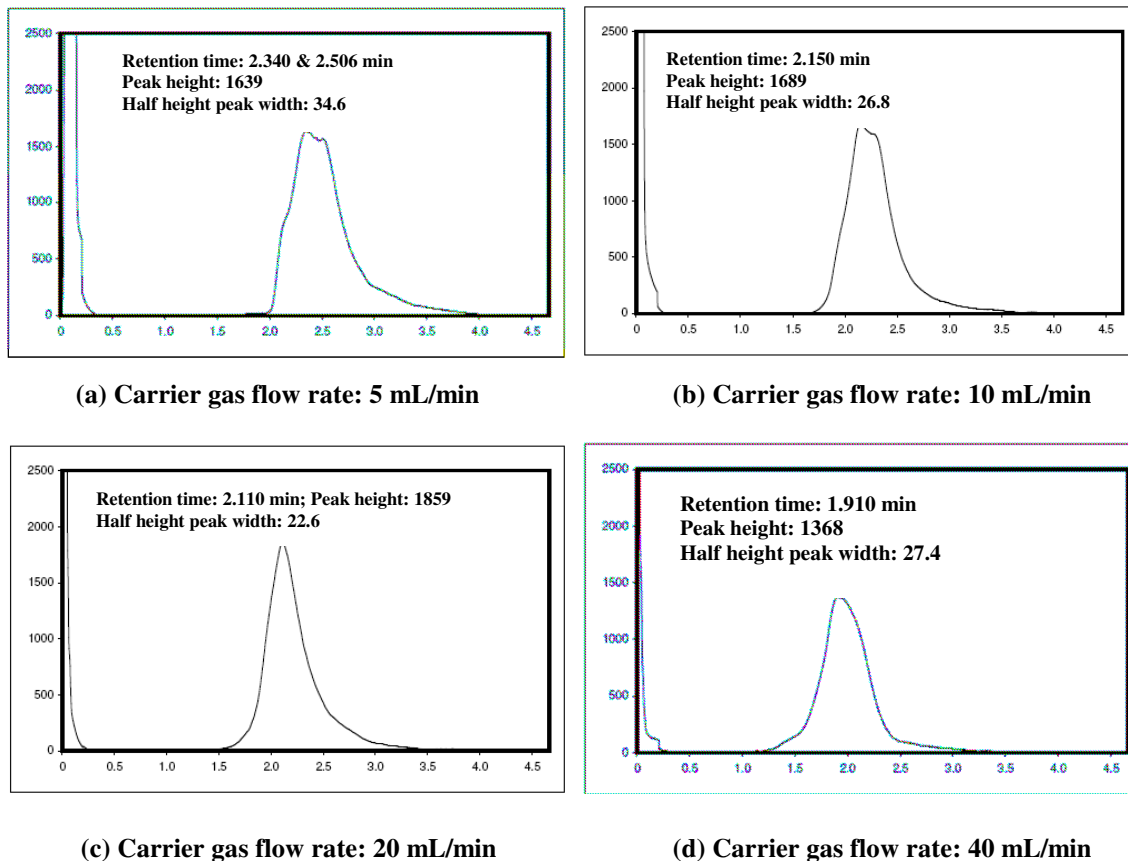 2500
2000
1500
1000
500
0
Retention time: 2.340 & 2.506 min
Peak height: 1639
Half height peak width: 34.6
0 0.5 1.0 1.5 2.0 2.5 3.0 3.5 4.0 4.5
(a) Carrier gas flow rate: 5 mL/min
2500
2000
1500
1000
500
0
Retention time: 2.150 min
Peak height: 1689
Half height peak width: 26.8
0 0.5 1.0 1.5 2.0 2.5 3.0 3.5 4.0 4.5
(b) Carrier gas flow rate: 10 mL/min
2500
2000
1500
1000
500
0
Retention time: 2.110 min; Peak height: 1859
Half height peak width: 22.6
0 0.5 1.0 1.5 2.0 2.5 3.0 3.5 4.0 4.5
(c) Carrier gas flow rate: 20 mL/min
2500
2000
1500
1000
500
0
Retention time: 1.910 min
Peak height: 1368
Half height peak width: 27.4
0 0.5 1.0 1.5 2.0 2.5 3.0 3.5 4.0 4.5
(d) Carrier gas flow rate: 40 mL/min